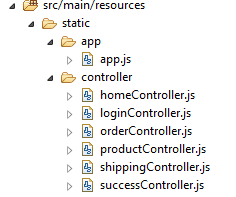 src/main/resources
static
app
app.js
controller
homeController.js
loginController.js
orderController.js
productController.js
shippingController.js
successController.js